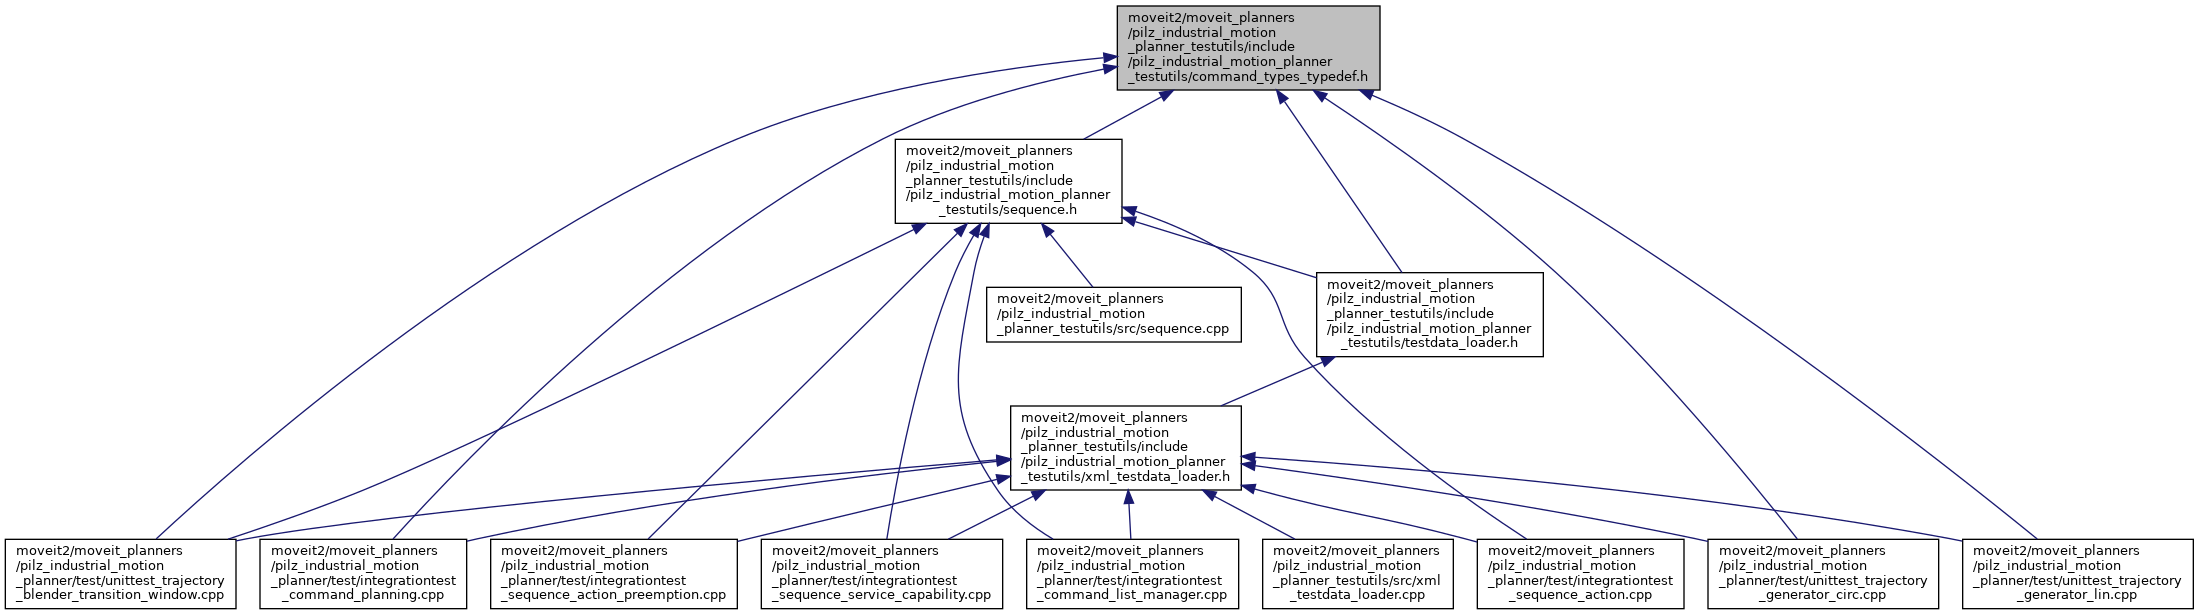 moveit2/moveit_planners
/pilz_industrial_motion
_planner_testutils/include
/pilz_industrial_motion_planner
_testutils/command_types_typedef.h
moveit2/moveit_planners
/pilz_industrial_motion
_planner_testutils/include
/pilz_industrial_motion_planner
_testutils/sequence.h
moveit2/moveit_planners
/pilz_industrial_motion
_planner_testutils/include
/pilz_industrial_motion_planner
_testutils/testdata_loader.h
moveit2/moveit_planners
/pilz_industrial_motion
_planner_testutils/src/sequence.cpp
moveit2/moveit_planners
/pilz_industrial_motion
_planner_testutils/include
/pilz_industrial_motion_planner
_testutils/xml_testdata_loader.h
moveit2/moveit_planners
/pilz_industrial_motion
_planner/test/unittest_trajectory
_blender_transition_window.cpp
moveit2/moveit_planners
/pilz_industrial_motion
_planner/test/integrationtest
_command_planning.cpp
moveit2/moveit_planners
/pilz_industrial_motion
_planner/test/integrationtest
_sequence_action_preemption.cpp
moveit2/moveit_planners
/pilz_industrial_motion
_planner/test/integrationtest
_sequence_service_capability.cpp
moveit2/moveit_planners
/pilz_industrial_motion
_planner/test/integrationtest
_command_list_manager.cpp
moveit2/moveit_planners
/pilz_industrial_motion
_planner_testutils/src/xml
_testdata_loader.cpp
moveit2/moveit_planners
/pilz_industrial_motion
_planner/test/integrationtest
_sequence_action.cpp
moveit2/moveit_planners
/pilz_industrial_motion
_planner/test/unittest_trajectory
_generator_circ.cpp
moveit2/moveit_planners
/pilz_industrial_motion
_planner/test/unittest_trajectory
_generator_lin.cpp